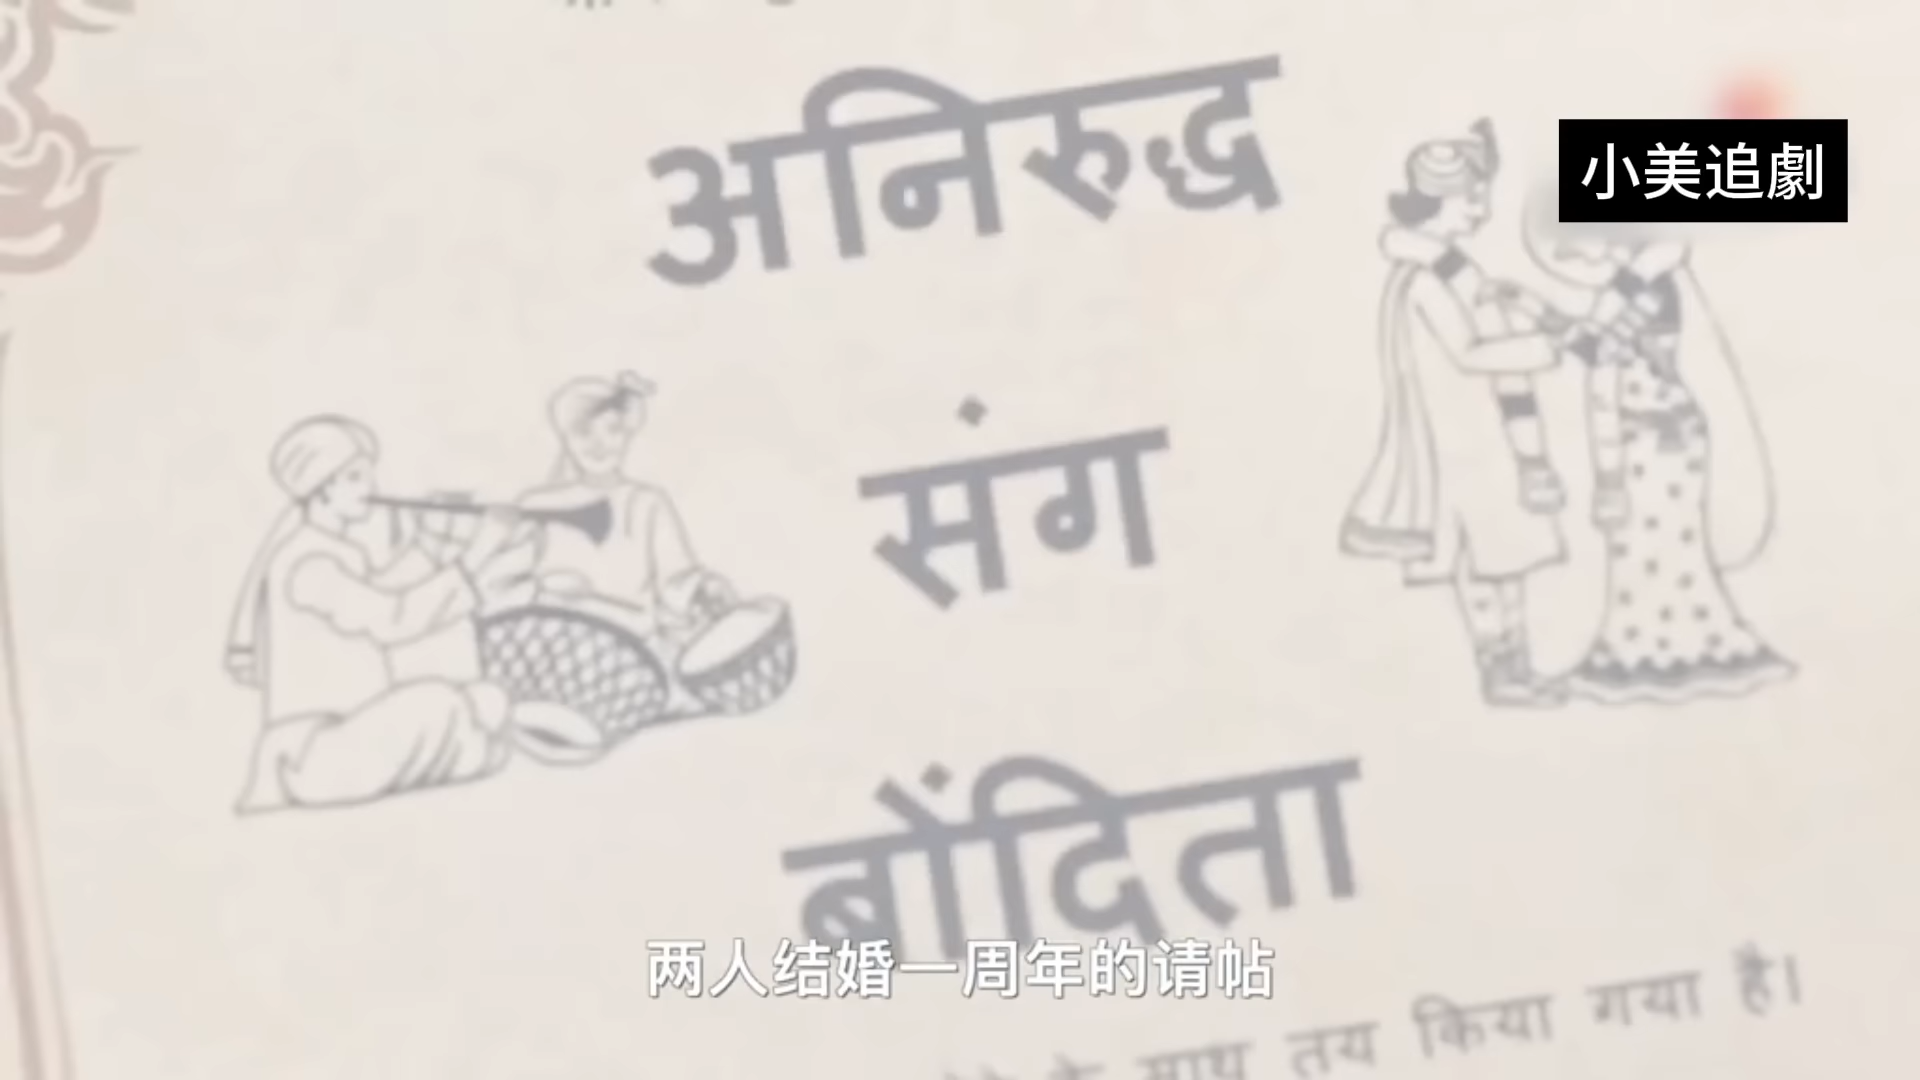 अनिरुद्ध
小美追劇
संग
बोंदिता
两人结婚一周年的请帖
के साथ तय किया गया है।